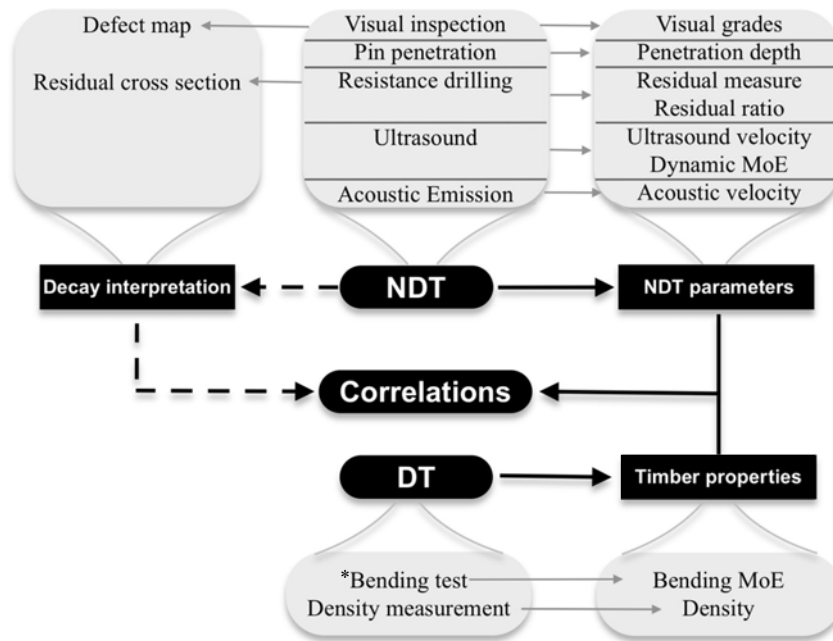 Defect map
Visual inspection
Visual grades
Pin penetration
Penetration depth
Residual cross section
Resistance drilling
Residual measure
Residual ratio
Ultrasound
Ultrasound velocity
Dynamic MoE
Acoustic Emission
Acoustic velocity
Decay interpretation
NDT
NDT parameters
Correlations
DT
Timber properties
*Bending test
Bending MoE
Density measurement
Density